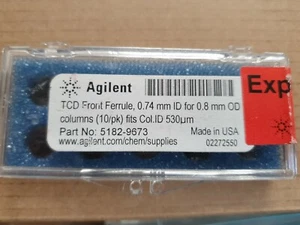 Agilent
Exp
TCD Front Ferrule, 0.74 mm ID for 0.8 mm OD
columns (10/pk) fits Col.ID 530µm
Part No: 5182-9673
Made in USA
www.agilent.com/chem/supplies
02272550